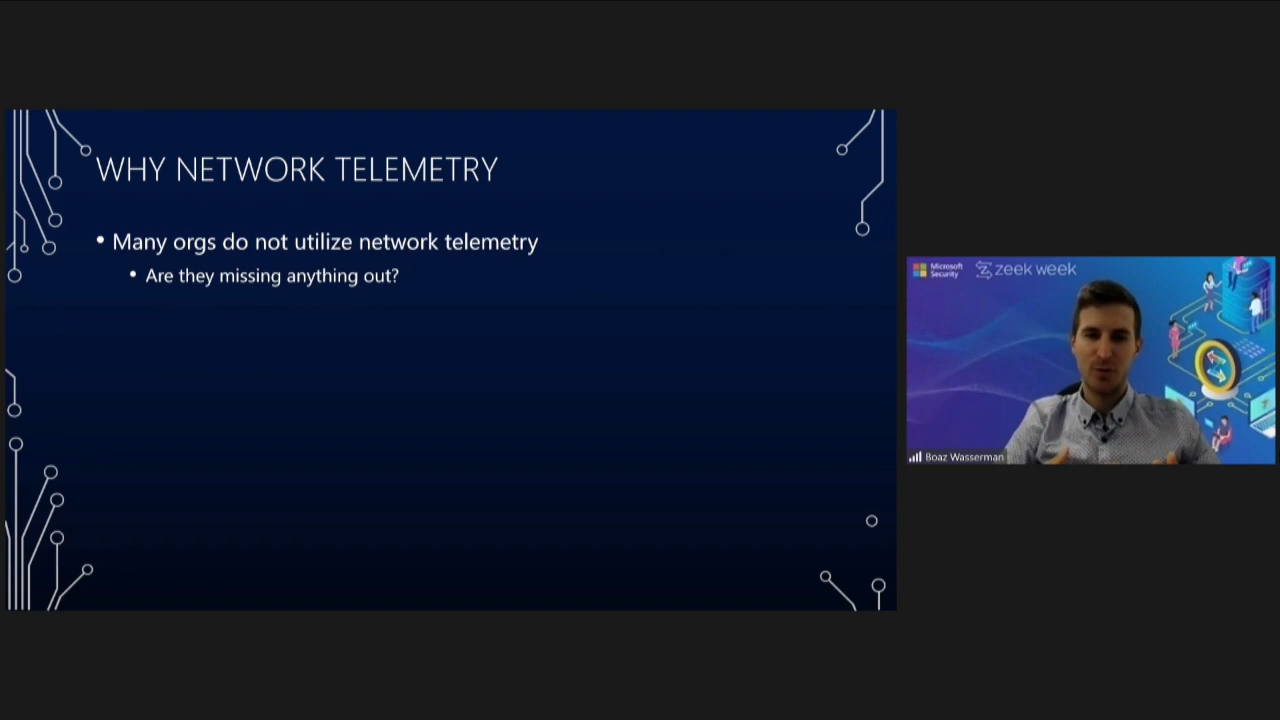 WHY NETWORK TELEMETRY
• Many orgs do not utilize network telemetry
• Are they missing anything out?
Microsoft
Security
zeek week
Boaz Wasserman